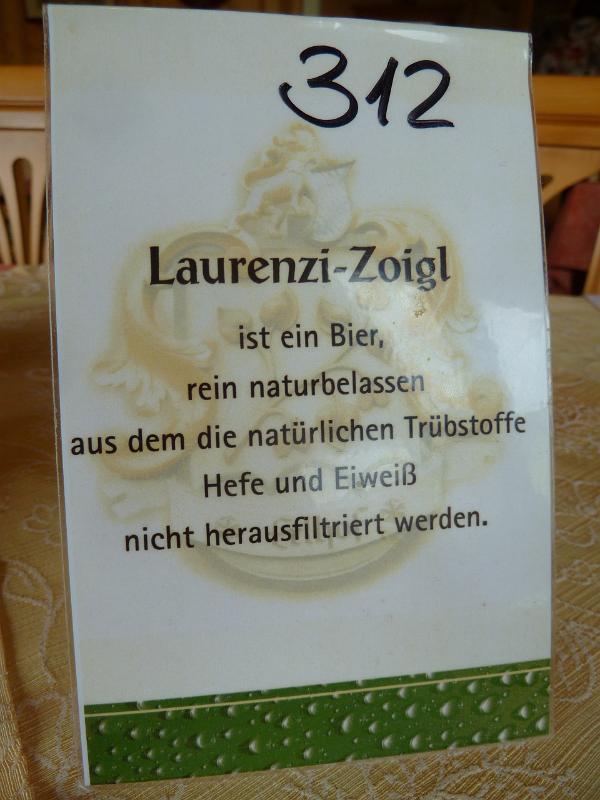 312
Laurenzi-Zoigl
ist ein Bier,
rein naturbelassen
aus dem die natürlichen Trübstoffe
Hefe und Eiweiß
nicht herausfiltriert werden.